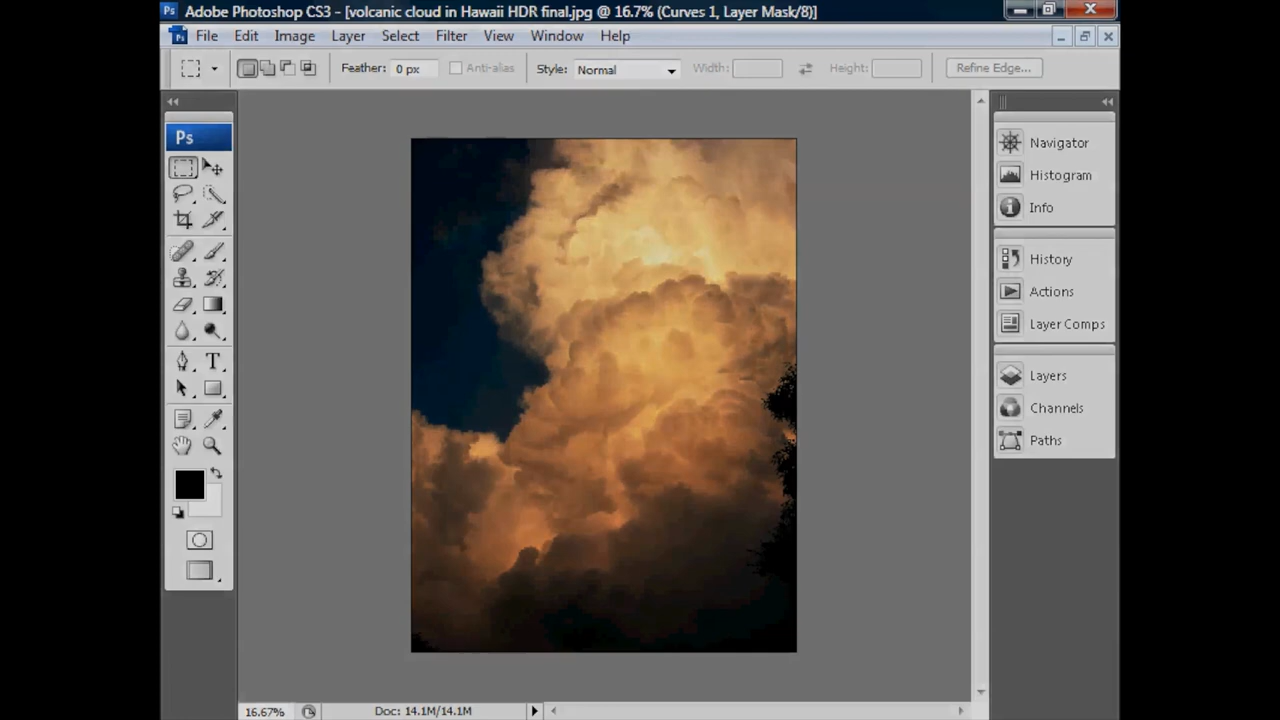 Ps Adobe Photoshop CS3 - [volcanic cloud in Hawaii HDR final.jpg @ 16.7% (Curves 1, Layer Mask/8)]
Ps File Edit Image Layer Select Filter View Window Help
Feather: 0 px Anti-alias Style: Normal Width: Height: Refine Edge...
Ps
T
Navigator
Histogram
Info
History
Actions
Layer Comps
Layers
Channels
Paths
16.67% Doc: 14.1M/14.1M